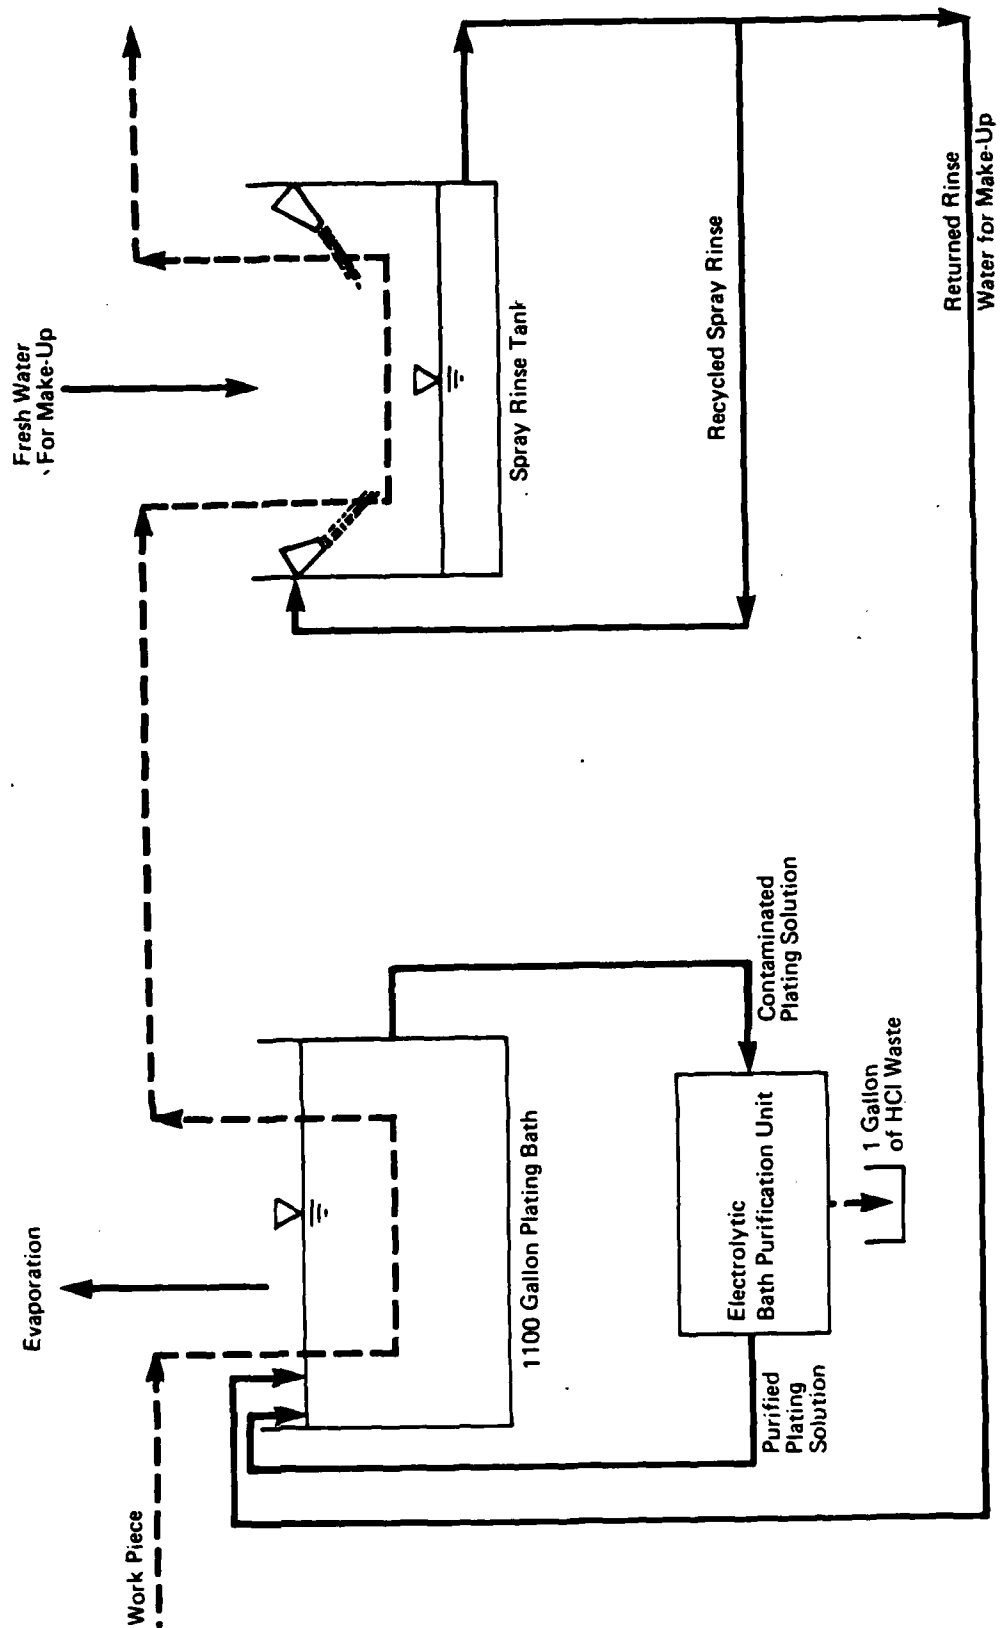 Work Piece
Evaporation
Fresh Water
For Make-Up
1100 Gallon Plating Bath
Spray Rinse Tank
Purified
Plating
Solution
Electrolytic
Bath Purification Unit
Contaminated
Plating Solution
1 Gallon
of HCl Waste
Recycled Spray Rinse
Returned Rinse
Water for Make-Up